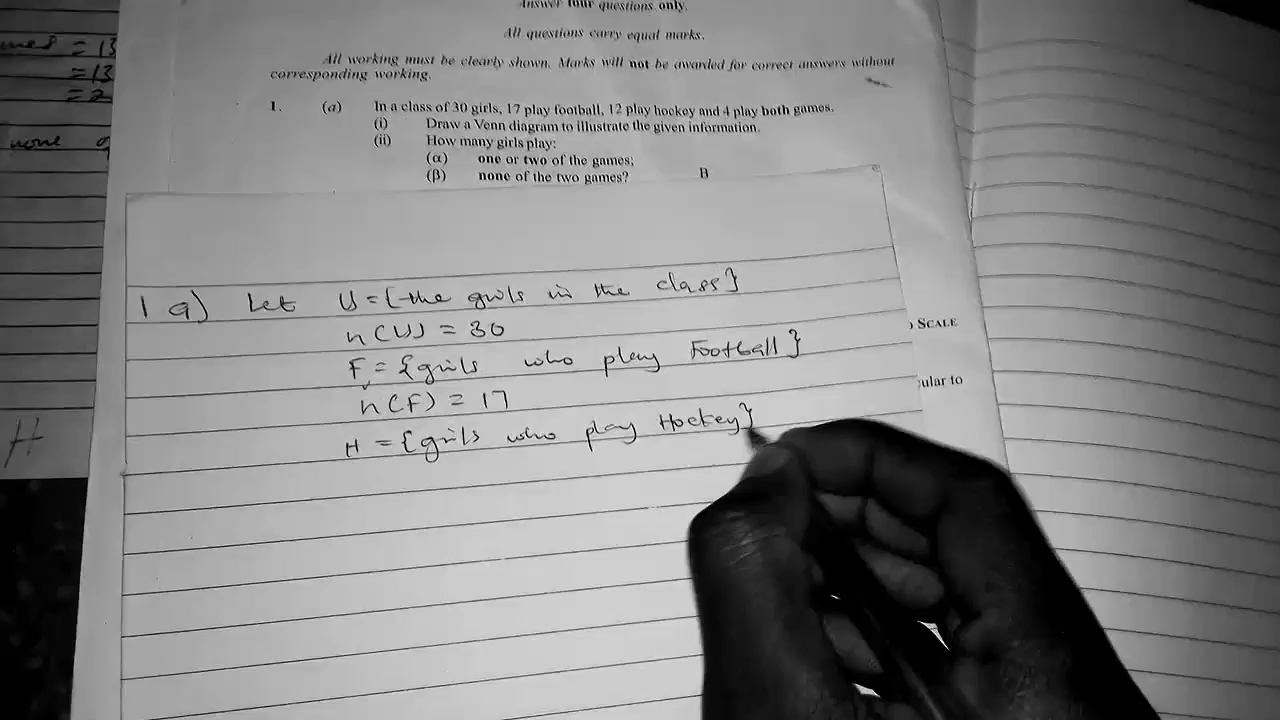 = 13
= 13
= 2
none
H
Answer four questions only.
All questions carry equal marks.
All working must be clearly shown. Marks will not be awarded for correct answers without
corresponding working.
1. (a) In a class of 30 girls, 17 play football, 12 play hockey and 4 play both games.
(i) Draw a Venn diagram to illustrate the given information.
(ii) How many girls play:
(α) one or two of the games;
(β) none of the two games?
B
SCALE
ular to
1 a) Let U = {the girls in the class}
n(U) = 30
F = {girls who play Football}
n(F) = 17
H = {girls who play Hockey}